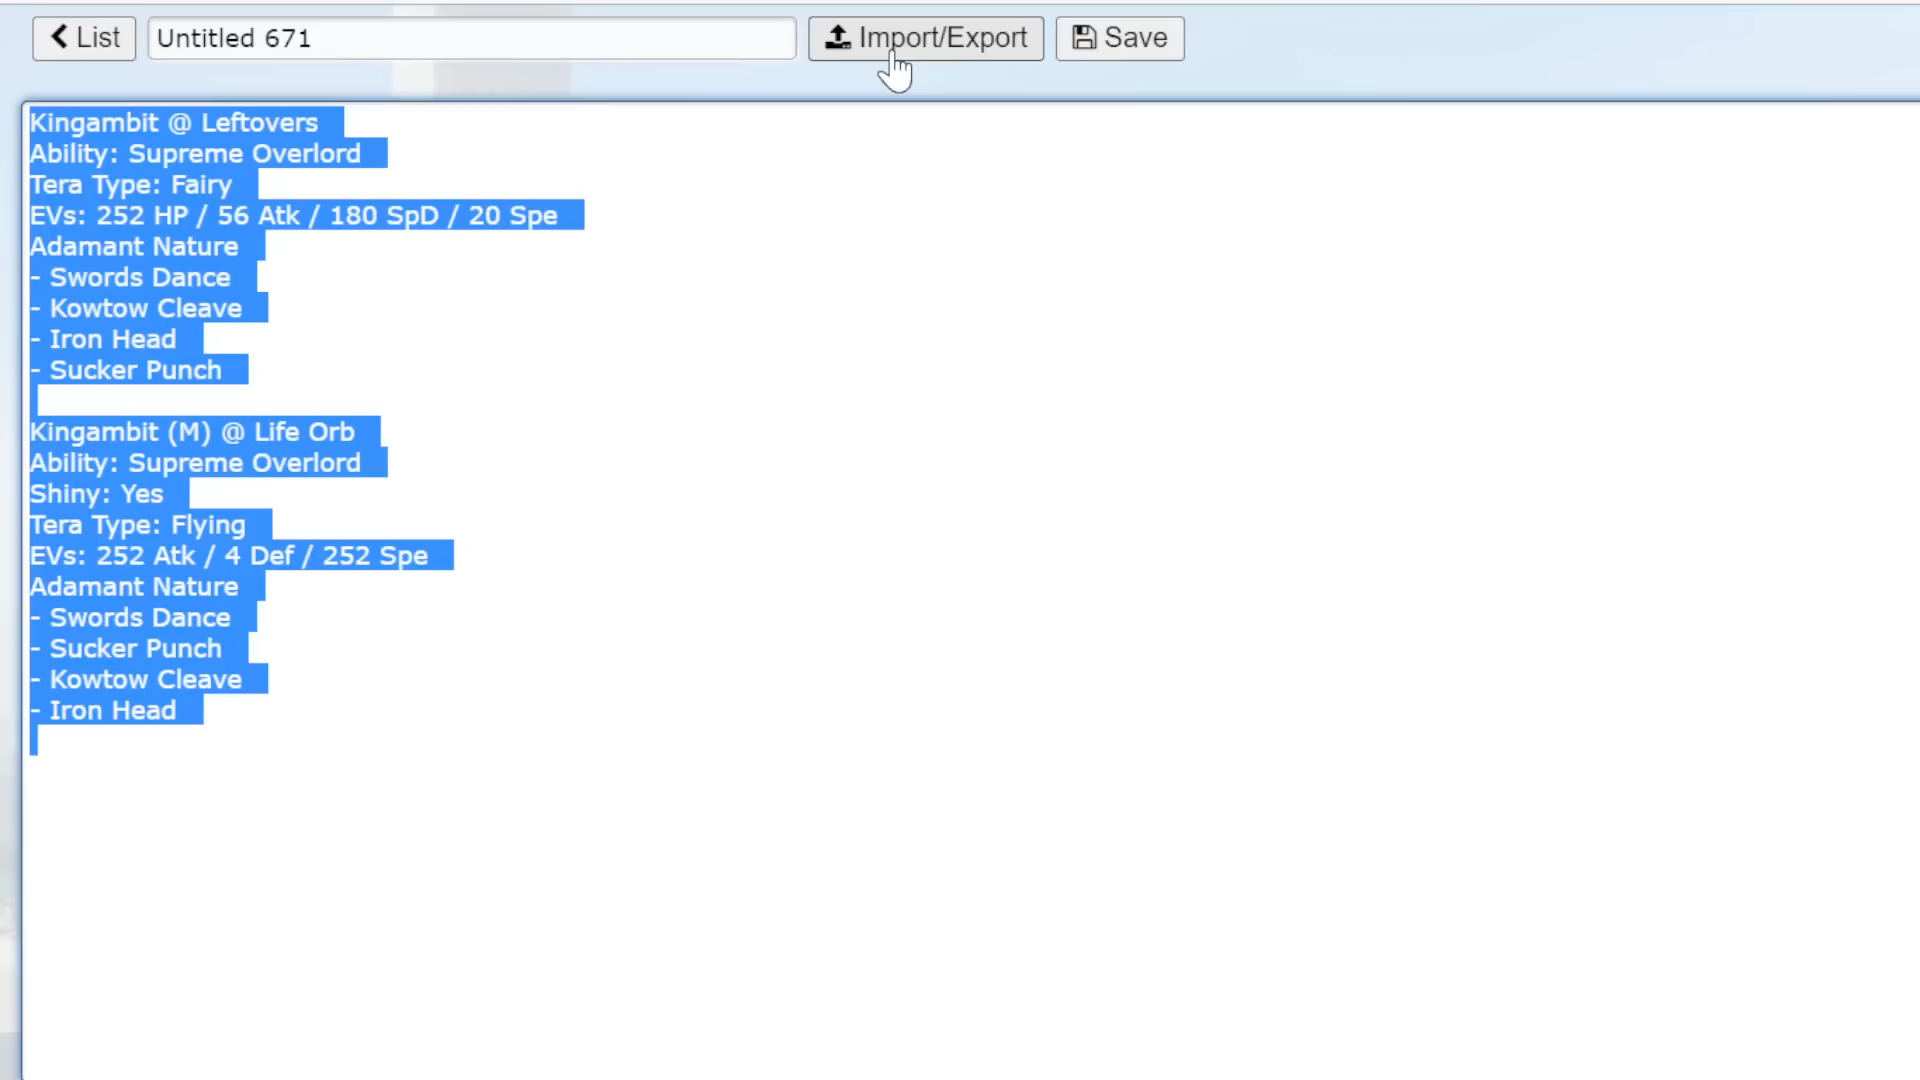 List
Untitled 671
Import/Export
Save
Kingambit @ Leftovers
Ability: Supreme Overlord
Tera Type: Fairy
EVs: 252 HP / 56 Atk / 180 SpD / 20 Spe
Adamant Nature
- Swords Dance
- Kowtow Cleave
- Iron Head
- Sucker Punch
Kingambit (M) @ Life Orb
Ability: Supreme Overlord
Shiny: Yes
Tera Type: Flying
EVs: 252 Atk / 4 Def / 252 Spe
Adamant Nature
- Swords Dance
- Sucker Punch
- Kowtow Cleave
- Iron Head